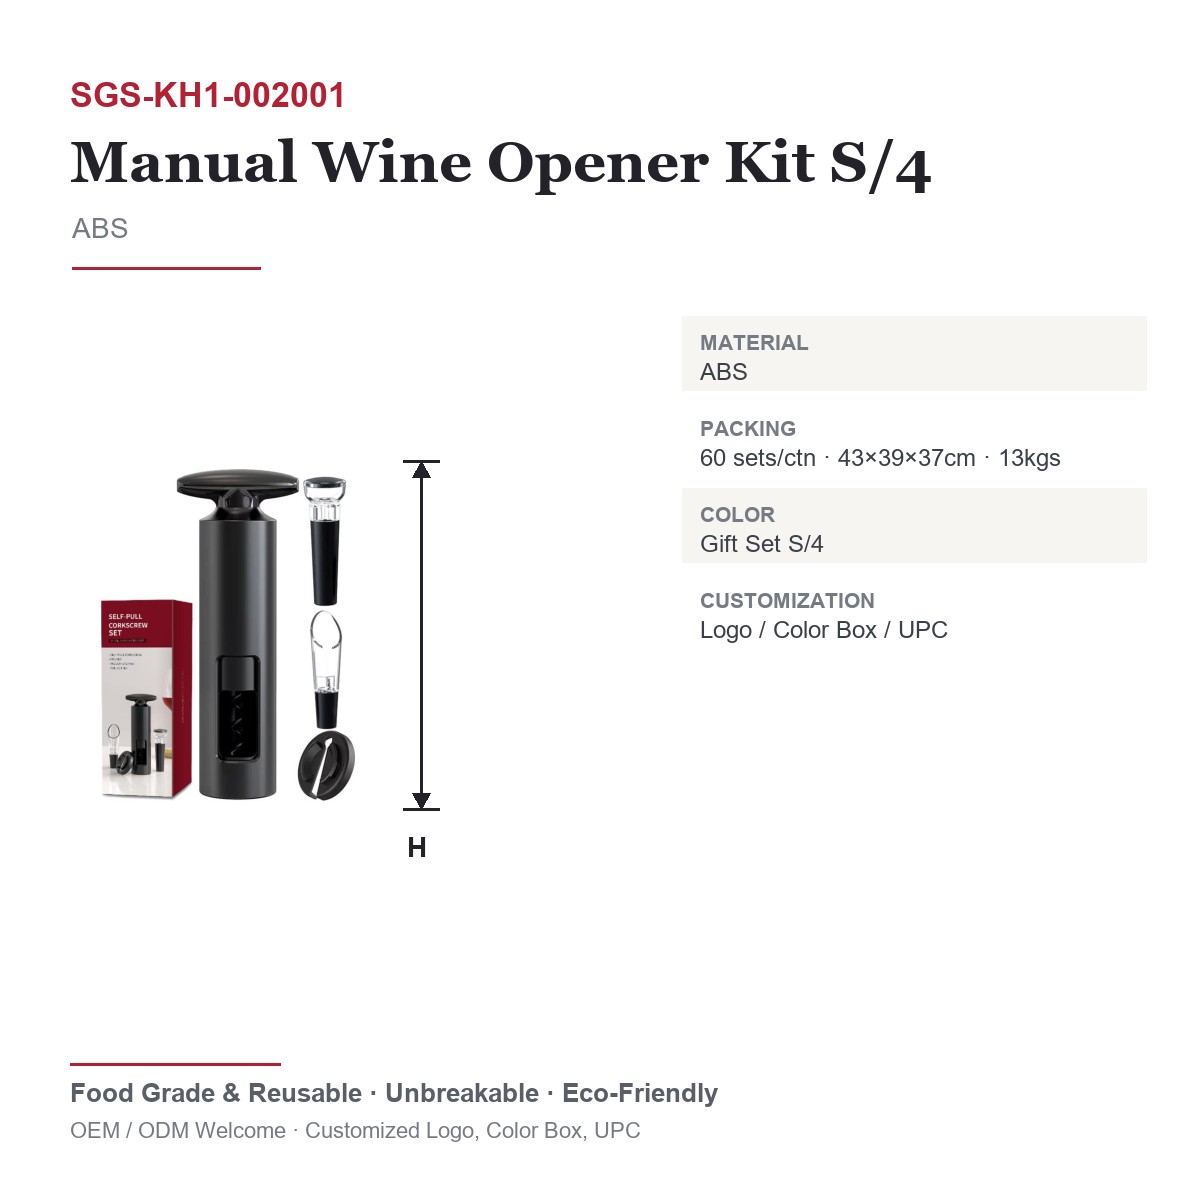 SGS-KH1-002001
Manual Wine Opener Kit S/4
ABS
MATERIAL
ABS
PACKING
60 sets/ctn · 43×39×37cm · 13kgs
COLOR
Gift Set S/4
CUSTOMIZATION
Logo / Color Box / UPC
SELF-PULL
CORKSCREW
SET
H
Food Grade & Reusable · Unbreakable · Eco-Friendly
OEM / ODM Welcome · Customized Logo, Color Box, UPC